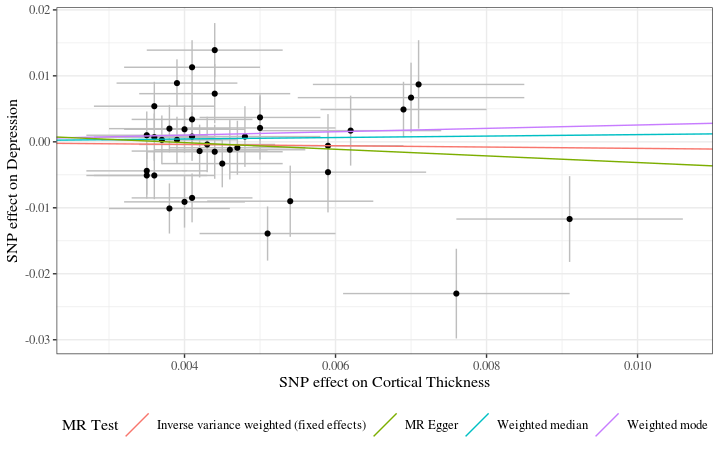 0.02
0.01
0.00
-0.01
-0.02
-0.03
SNP effect on Depression
0.004 0.006 0.008 0.010
SNP effect on Cortical Thickness
MR Test Inverse variance weighted (fixed effects) MR Egger Weighted median Weighted mode